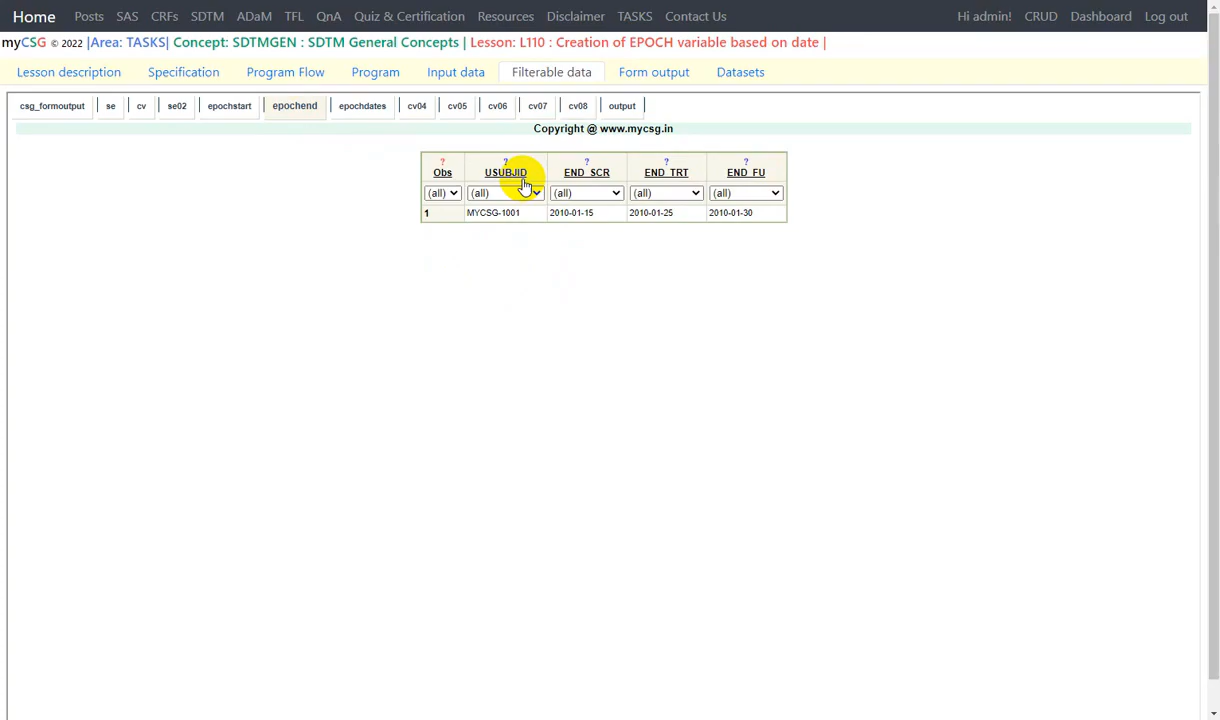 Home Posts SAS CRFs SDTM ADaM TFL QnA Quiz & Certification Resources Disclaimer TASKS Contact Us Hi admin! CRUD Dashboard Log out
myCSG © 2022 |Area: TASKS| Concept: SDTMGEN : SDTM General Concepts | Lesson: L110 : Creation of EPOCH variable based on date |
Lesson description Specification Program Flow Program Input data Filterable data Form output Datasets
csg_formoutput se cv se02 epochstart epochend epochdates cv04 cv05 cv06 cv07 cv08 output
Copyright @ www.mycsg.in
? ? ? ? ?
Obs USUBJID END_SCR END_TRT END_FU
(all) (all) (all) (all) (all)
1 MYCSG-1001 2010-01-15 2010-01-25 2010-01-30